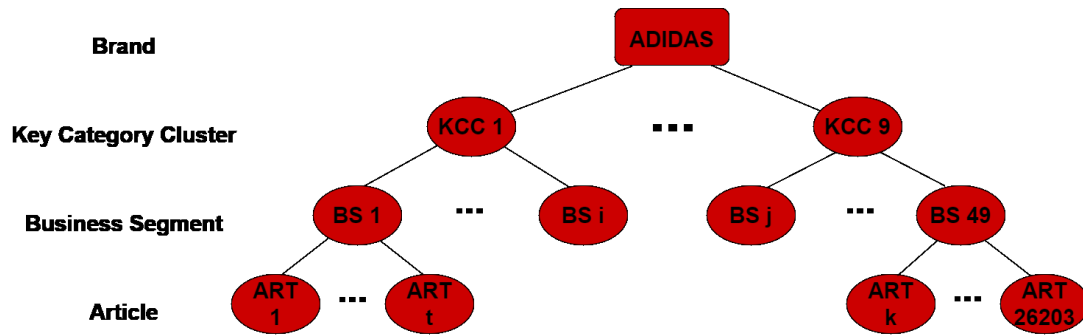 Brand
ADIDAS
Key Category Cluster
KCC 1
...
KCC 9
Business Segment
BS 1
...
BS i
BS j
...
BS 49
Article
ART
1
...
ART
t
ART
k
...
ART
26203